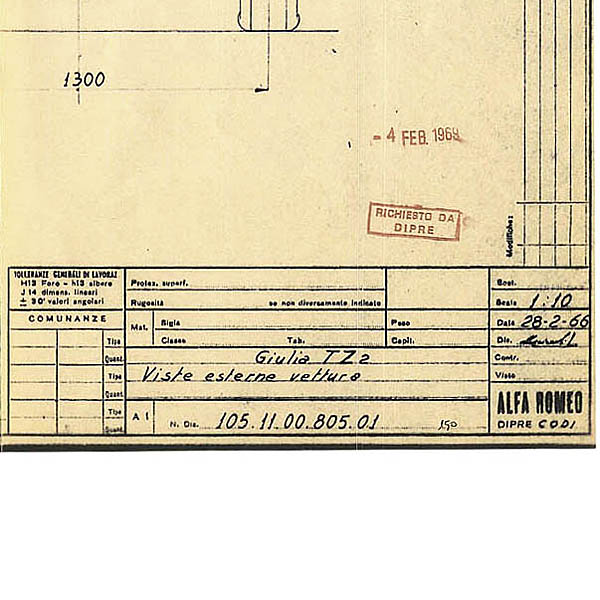 1300
- 4 FEB. 1969
RICHIESTO DA
DIPRE
Modifiche:
TOLLERANZE GENERALI DI LAVORAZ
H13 Foro - h13 albero
J 14 dimens. lineari
± 30' valori angolari
COMUNANZE
Tipo
Quant.
Tipo
Quant.
Tipo
Quant.
Protez. superf.
Rugosità se non diversamente indicato
Mat. Sigla Peso
Classe Tab. Capit.
Giulia TZ2
Viste esterne vettura
A 1 N. Dis. 105.11.00.805.01 150
Sost.
Scala 1:10
Data 28-2-66
Dis.
Contr.
Visto
ALFA ROMEO
DIPRE CODI